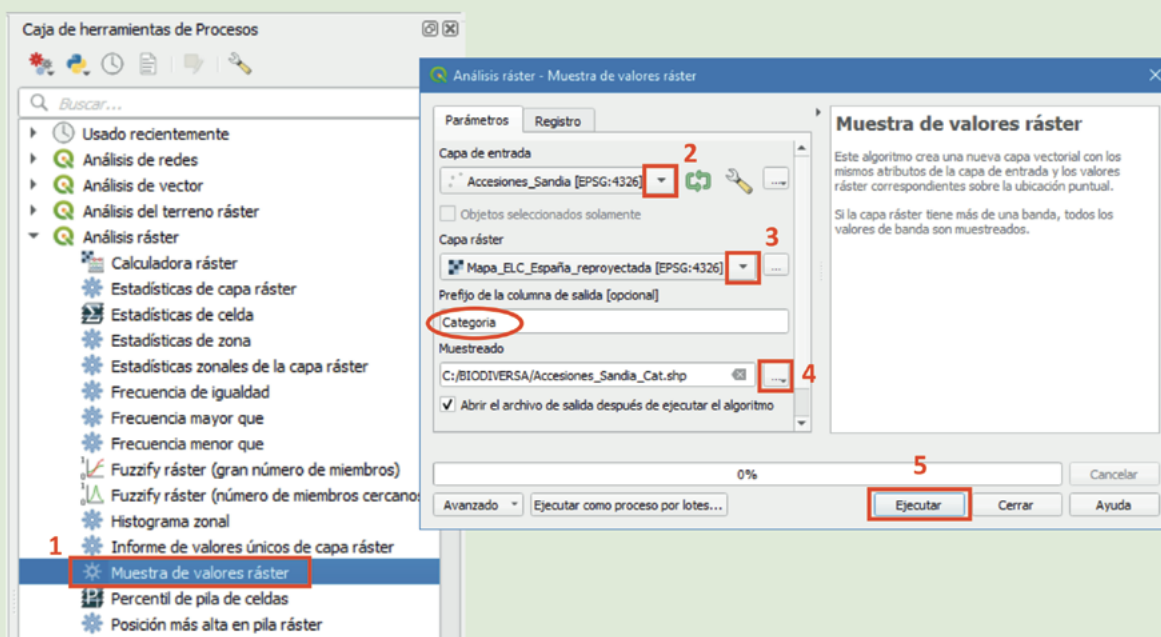 Caja de herramientas de Procesos
Buscar...
Usado recientemente
Análisis de redes
Análisis de vector
Análisis del terreno ráster
Análisis ráster
Calculadora ráster
Estadísticas de capa ráster
Estadísticas de celda
Estadísticas de zona
Estadísticas zonales de la capa ráster
Frecuencia de igualdad
Frecuencia mayor que
Frecuencia menor que
Fuzzify ráster (gran número de miembros)
Fuzzify ráster (número de miembros cercanos
Histograma zonal
Informe de valores únicos de capa ráster
1
Muestra de valores ráster
Percentil de pila de celdas
Posición más alta en pila ráster
Análisis ráster - Muestra de valores ráster
Parámetros Registro
Capa de entrada
2
Accesiones_Sandia [EPSG:4326]
...
Objetos seleccionados solamente
Capa ráster
3
Mapa_ELC_España_reproyectada [EPSG:4326]
...
Prefijo de la columna de salida [opcional]
Categoria
Muestreado
C:/BIODIVERSA/Accesiones_Sandia_Cat.shp
...
4
Abrir el archivo de salida después de ejecutar el algoritmo
Muestra de valores ráster
Este algoritmo crea una nueva capa vectorial con los
mismos atributos de la capa de entrada y los valores
ráster correspondientes sobre la ubicación puntual.
Si la capa ráster tiene más de una banda, todos los
valores de banda son muestreados.
0%
Cancelar
5
Avanzado Ejecutar como proceso por lotes... Ejecutar Cerrar Ayuda